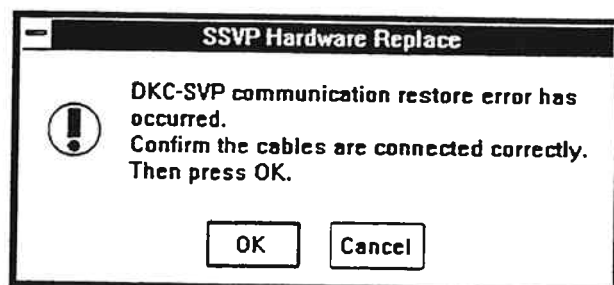 SSVP Hardware Replace
DKC-SVP communication restore error has
occurred.
Confirm the cables are connected correctly.
Then press OK.
OK
Cancel